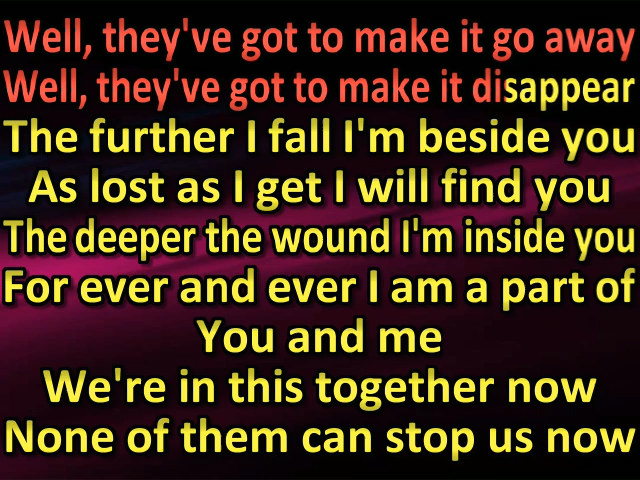 Well, they've got to make it go away
Well, they've got to make it disappear
The further I fall I'm beside you
As lost as I get I will find you
The deeper the wound I'm inside you
For ever and ever I am a part of
You and me
We're in this together now
None of them can stop us now